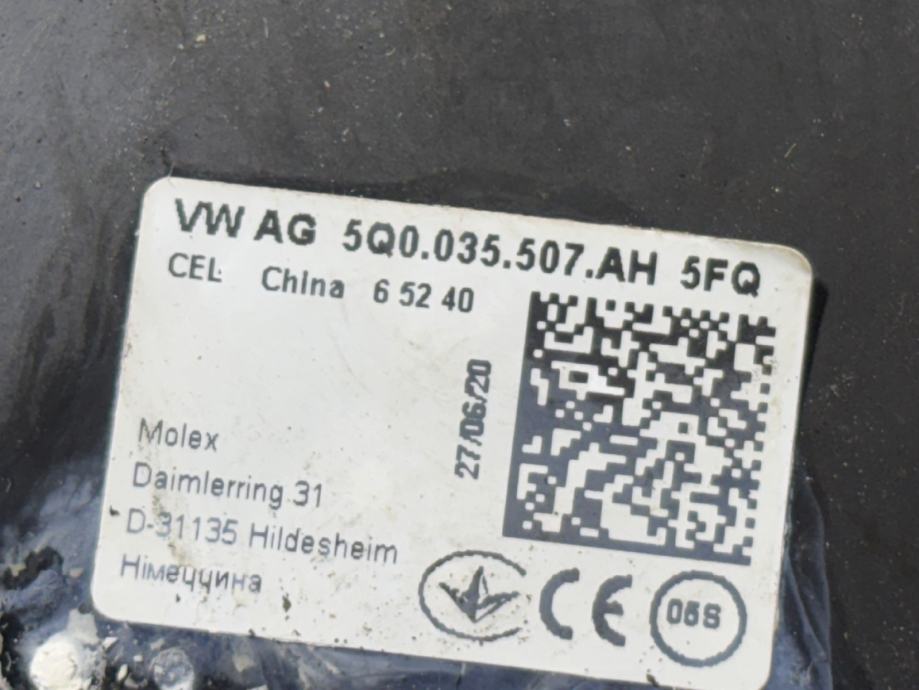 VW AG 5Q0.035.507.AH 5FQ
CEL China 6 52 40
27/06/20
Molex
Daimlerring 31
D-31135 Hildesheim
Німеччина
CE
05S